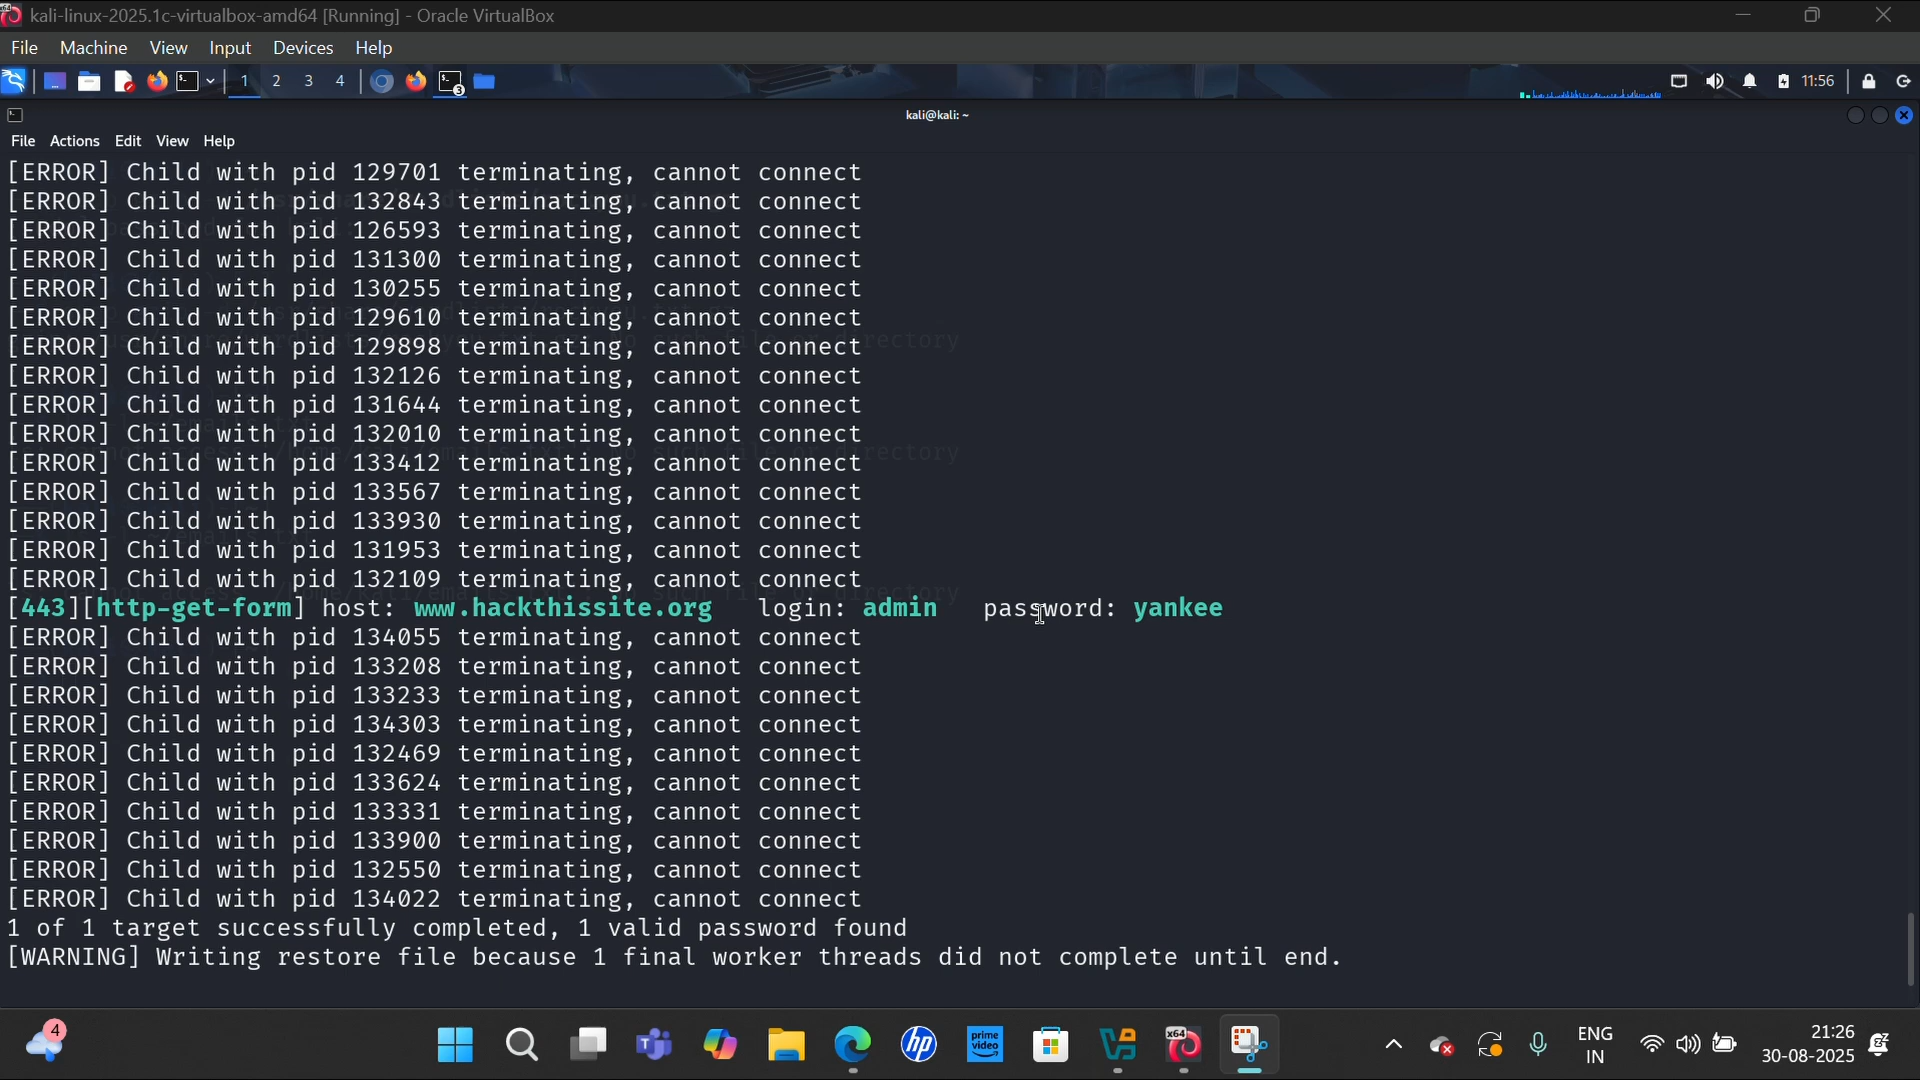 kali-linux-2025.1c-virtualbox-amd64 [Running] - Oracle VirtualBox
File Machine View Input Devices Help
1 2 3 4 3 11:56
kali@kali: ~
File Actions Edit View Help
[ERROR] Child with pid 129701 terminating, cannot connect
[ERROR] Child with pid 132843 terminating, cannot connect
[ERROR] Child with pid 126593 terminating, cannot connect
[ERROR] Child with pid 131300 terminating, cannot connect
[ERROR] Child with pid 130255 terminating, cannot connect
[ERROR] Child with pid 129610 terminating, cannot connect
[ERROR] Child with pid 129898 terminating, cannot connect
[ERROR] Child with pid 132126 terminating, cannot connect
[ERROR] Child with pid 131644 terminating, cannot connect
[ERROR] Child with pid 132010 terminating, cannot connect
[ERROR] Child with pid 133412 terminating, cannot connect
[ERROR] Child with pid 133567 terminating, cannot connect
[ERROR] Child with pid 133930 terminating, cannot connect
[ERROR] Child with pid 131953 terminating, cannot connect
[ERROR] Child with pid 132109 terminating, cannot connect
[443][http-get-form] host: www.hackthissite.org login: admin password: yankee
[ERROR] Child with pid 134055 terminating, cannot connect
[ERROR] Child with pid 133208 terminating, cannot connect
[ERROR] Child with pid 133233 terminating, cannot connect
[ERROR] Child with pid 134303 terminating, cannot connect
[ERROR] Child with pid 132469 terminating, cannot connect
[ERROR] Child with pid 133624 terminating, cannot connect
[ERROR] Child with pid 133331 terminating, cannot connect
[ERROR] Child with pid 133900 terminating, cannot connect
[ERROR] Child with pid 132550 terminating, cannot connect
[ERROR] Child with pid 134022 terminating, cannot connect
1 of 1 target successfully completed, 1 valid password found
[WARNING] Writing restore file because 1 final worker threads did not complete until end.
4 hp prime video x64 ENG IN 21:26
30-08-2025